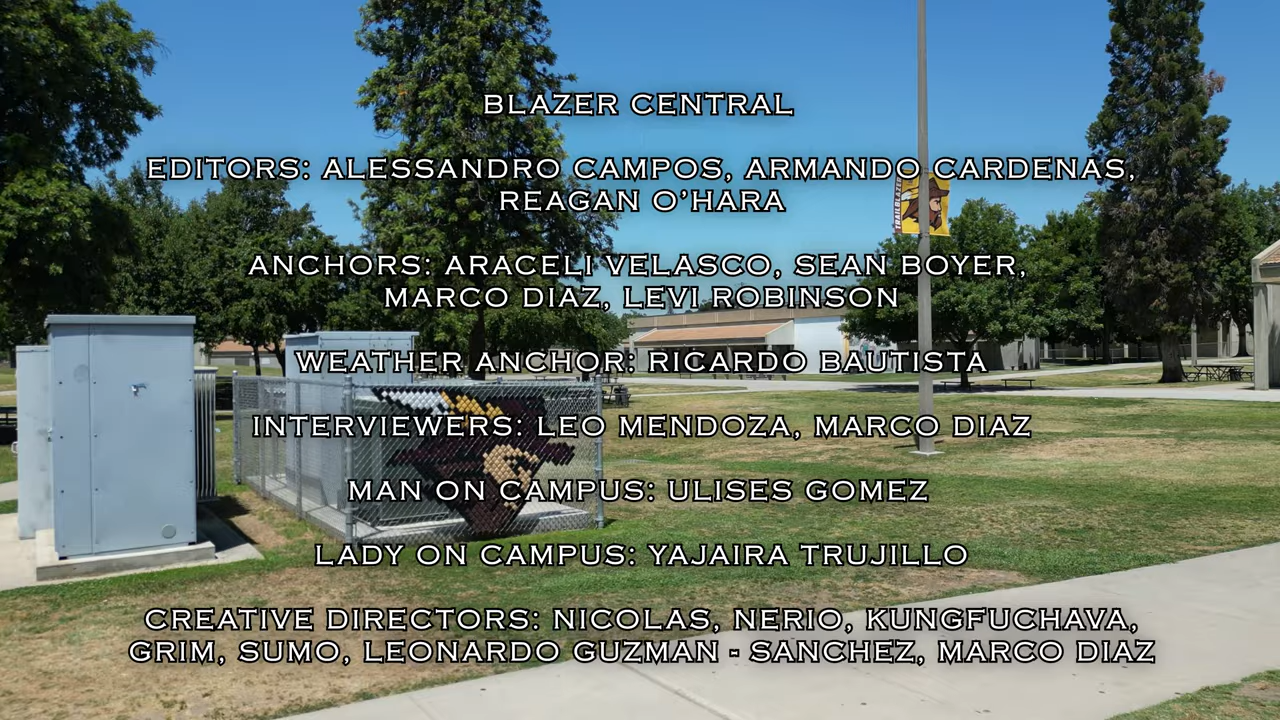 BLAZER CENTRAL
EDITORS: ALESSANDRO CAMPOS, ARMANDO CARDENAS,
REAGAN O’HARA
ANCHORS: ARACELI VELASCO, SEAN BOYER,
MARCO DIAZ, LEVI ROBINSON
WEATHER ANCHOR: RICARDO BAUTISTA
INTERVIEWERS: LEO MENDOZA, MARCO DIAZ
MAN ON CAMPUS: ULISES GOMEZ
LADY ON CAMPUS: YAJAIRA TRUJILLO
CREATIVE DIRECTORS: NICOLAS, NERIO, KUNGFUCHAVA,
GRIM, SUMO, LEONARDO GUZMAN - SANCHEZ, MARCO DIAZ